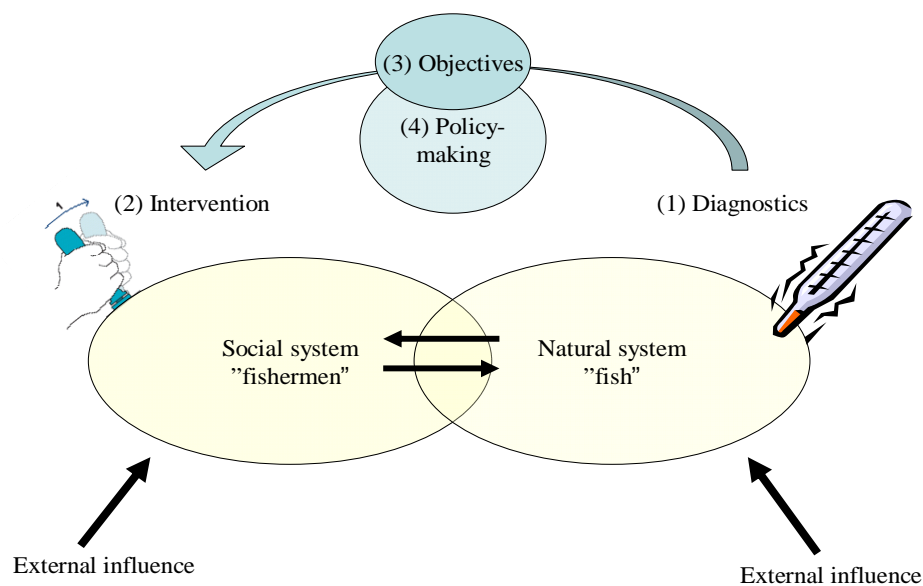 (3) Objectives
(4) Policy-
making
(2) Intervention
(1) Diagnostics
1
Social system
”fishermen”
Natural system
”fish”
External influence
External influence